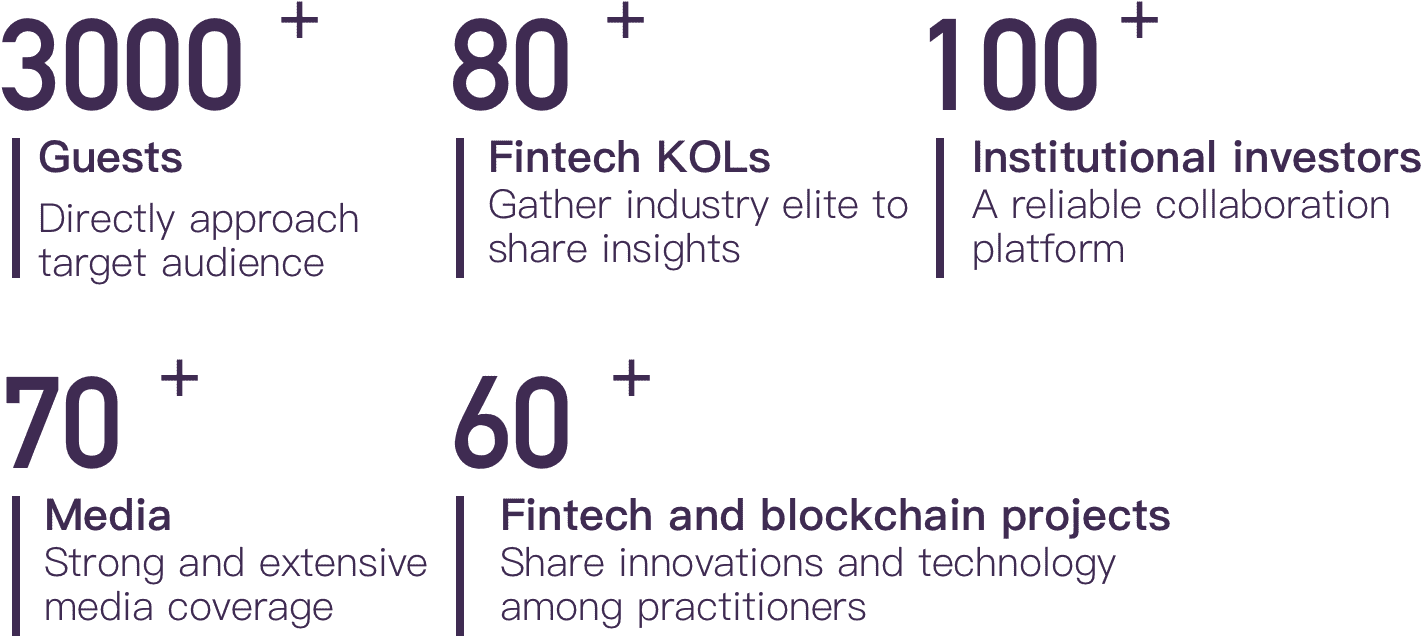 3000+
Guests
Directly approach
target audience
80+
Fintech KOLs
Gather industry elite to
share insights
100+
Institutional investors
A reliable collaboration
platform
70+
Media
Strong and extensive
media coverage
60+
Fintech and blockchain projects
Share innovations and technology
among practitioners